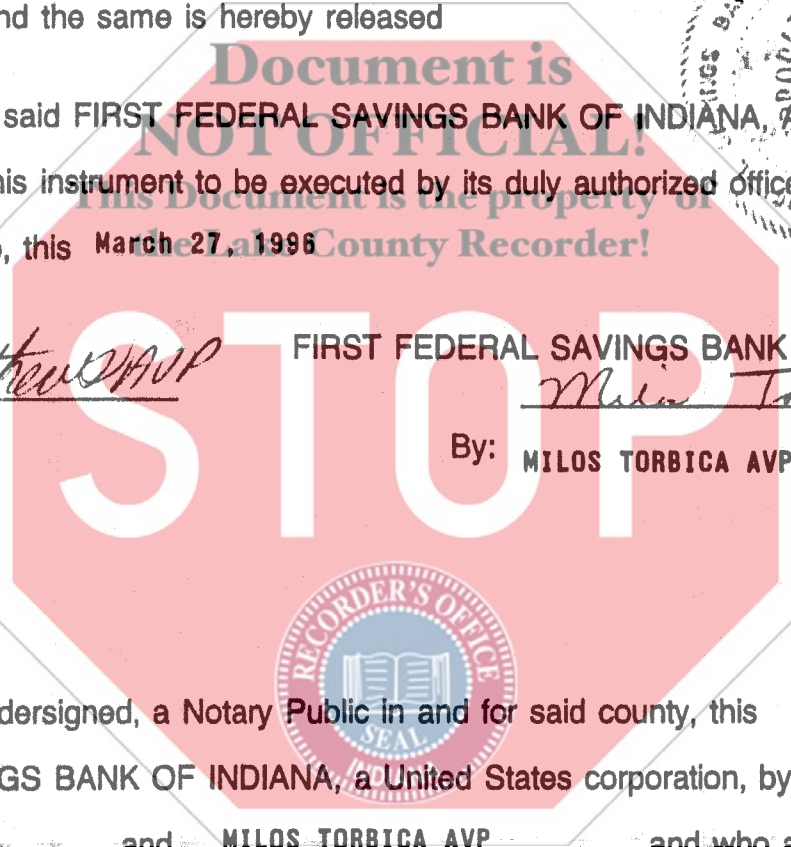 nd the same is hereby released
Document is
said FIRST FEDERAL SAVINGS BANK OF INDIANA,
NOT OFFICIAL!
his instrument to be executed by its duly authorized office
This Document is the property of
, this March 27, 1996
the Lake County Recorder!
STOP
AVP
FIRST FEDERAL SAVINGS BANK
By: MILOS TORBICA AVP
RECORDER'S OFFICE
SEAL
INDIANA
dersigned, a Notary Public in and for said county, this
GS BANK OF INDIANA, a United States corporation, by
and MILOS TORBICA AVP and who a